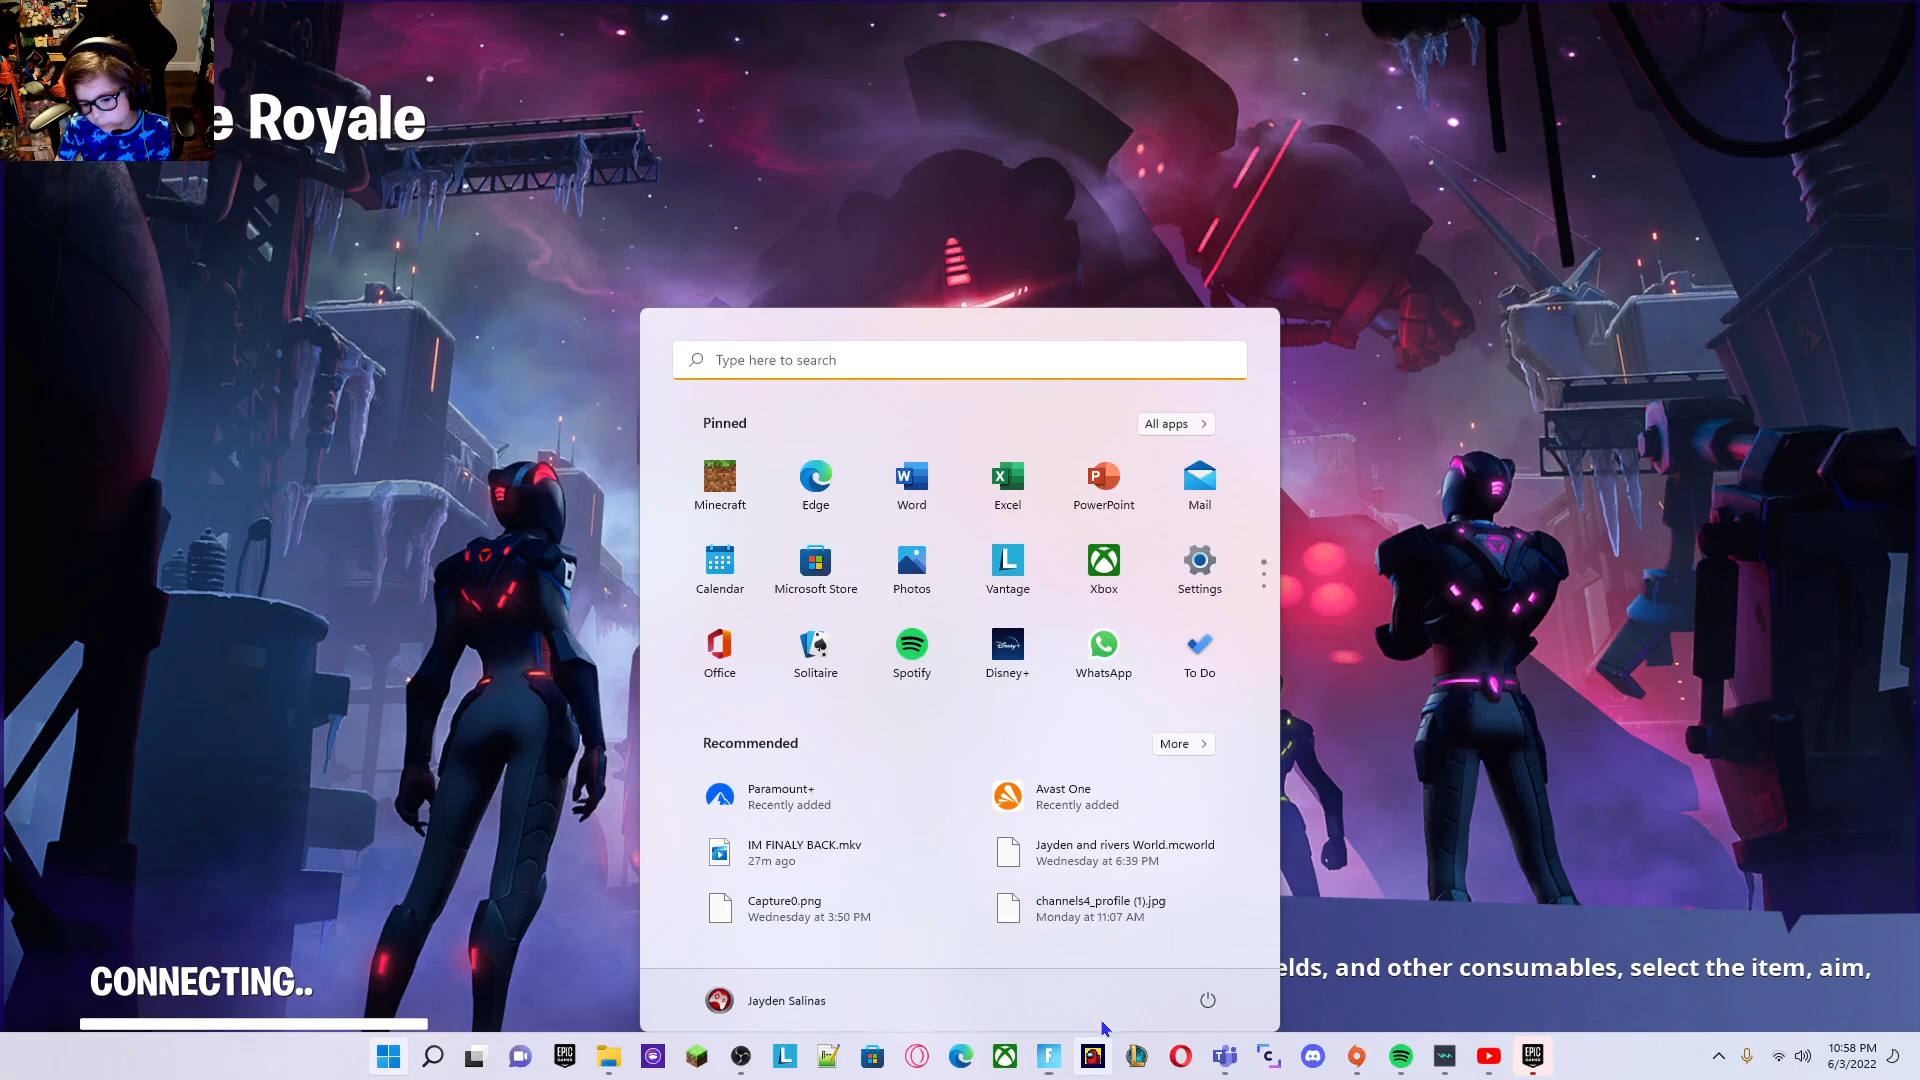 e Royale
Type here to search
Pinned
All apps
Minecraft
Edge
Word
Excel
PowerPoint
Mail
Calendar
Microsoft Store
Photos
Vantage
Xbox
Settings
Office
Solitaire
Spotify
Disney+
WhatsApp
To Do
Recommended
More
Paramount+
Recently added
Avast One
Recently added
IM FINALY BACK.mkv
27m ago
Jayden and rivers World.mcworld
Wednesday at 6:39 PM
Capture0.png
Wednesday at 3:50 PM
channels4_profile (1).jpg
Monday at 11:07 AM
elds, and other consumables, select the item, aim,
CONNECTING..
Jayden Salinas
10:58 PM
6/3/2022